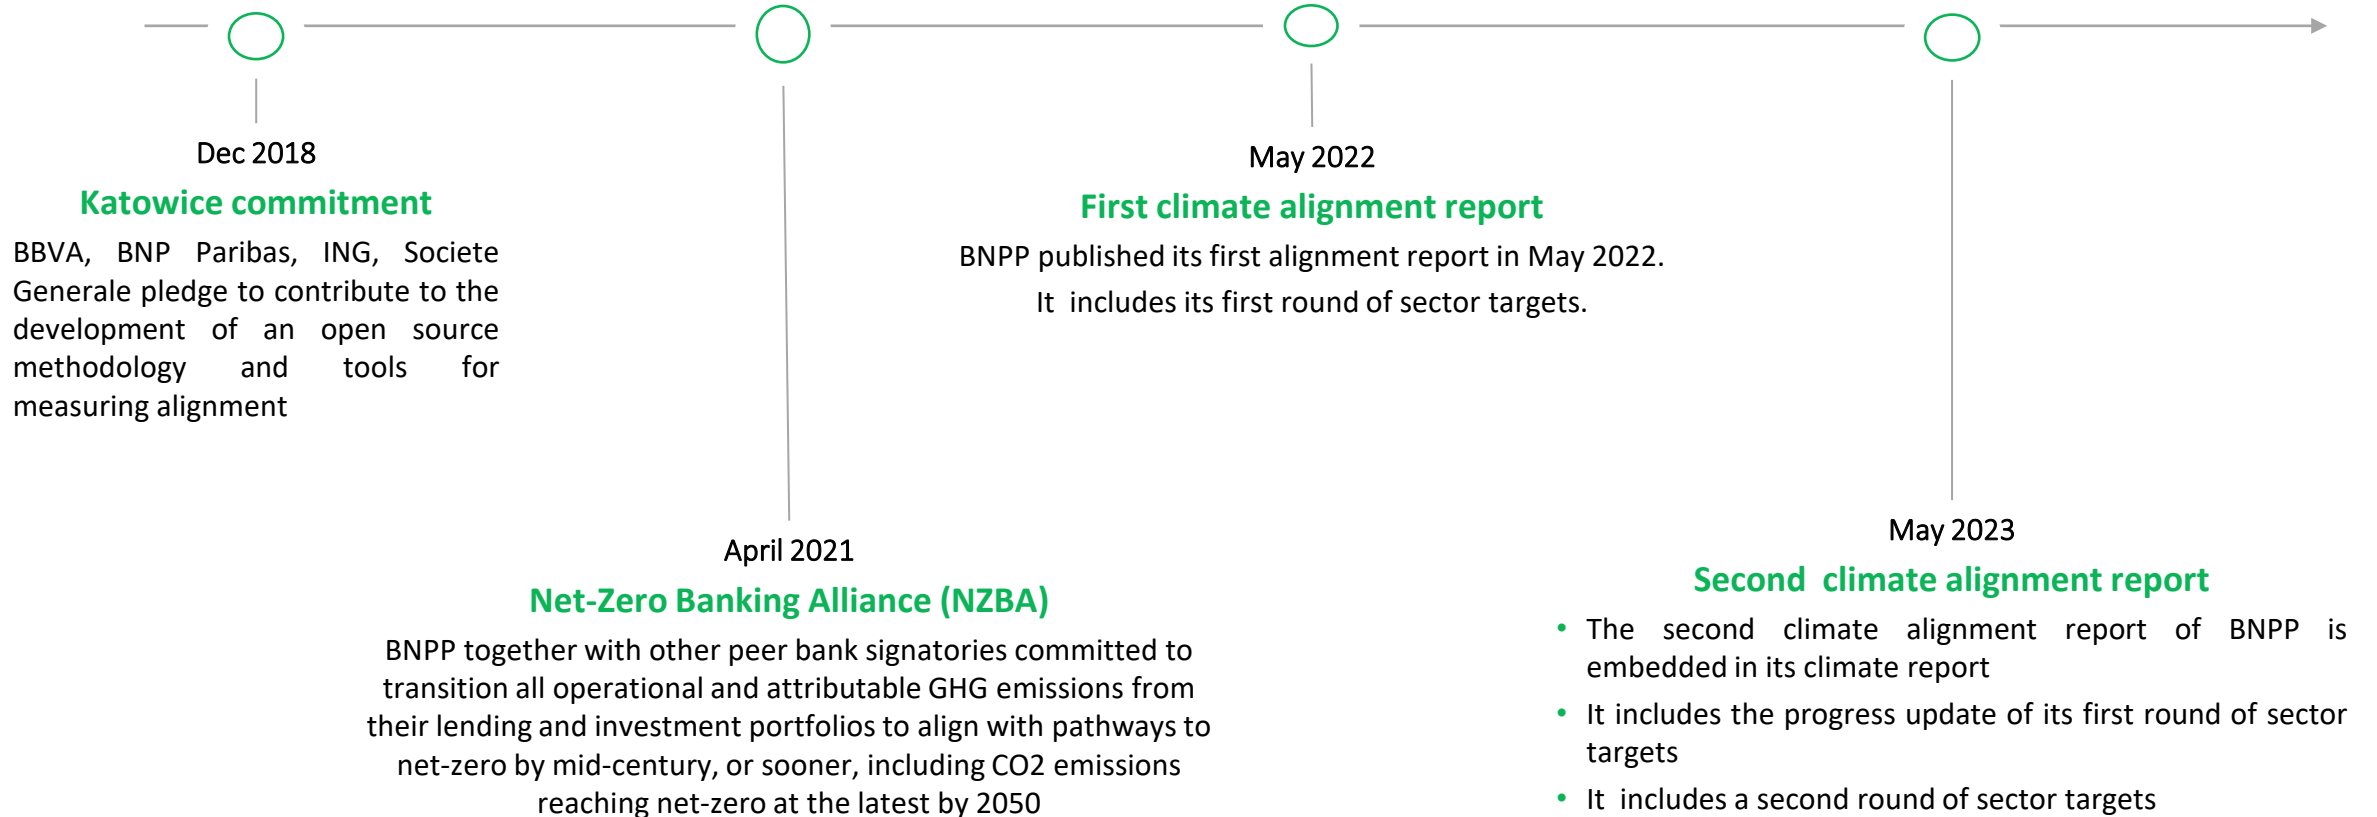 Dec 2018
Katowice commitment
BBVA, BNP Paribas, ING, Societe
Generale pledge to contribute to the
development of an open source
methodology and tools for
measuring alignment
April 2021
Net-Zero Banking Alliance (NZBA)
BNPP together with other peer bank signatories committed to
transition all operational and attributable GHG emissions from
their lending and investment portfolios to align with pathways to
net-zero by mid-century, or sooner, including CO2 emissions
reaching net-zero at the latest by 2050
May 2022
First climate alignment report
BNPP published its first alignment report in May 2022.
It includes its first round of sector targets.
May 2023
Second climate alignment report
• The second climate alignment report of BNPP is
embedded in its climate report
• It includes the progress update of its first round of sector
targets
• It includes a second round of sector targets